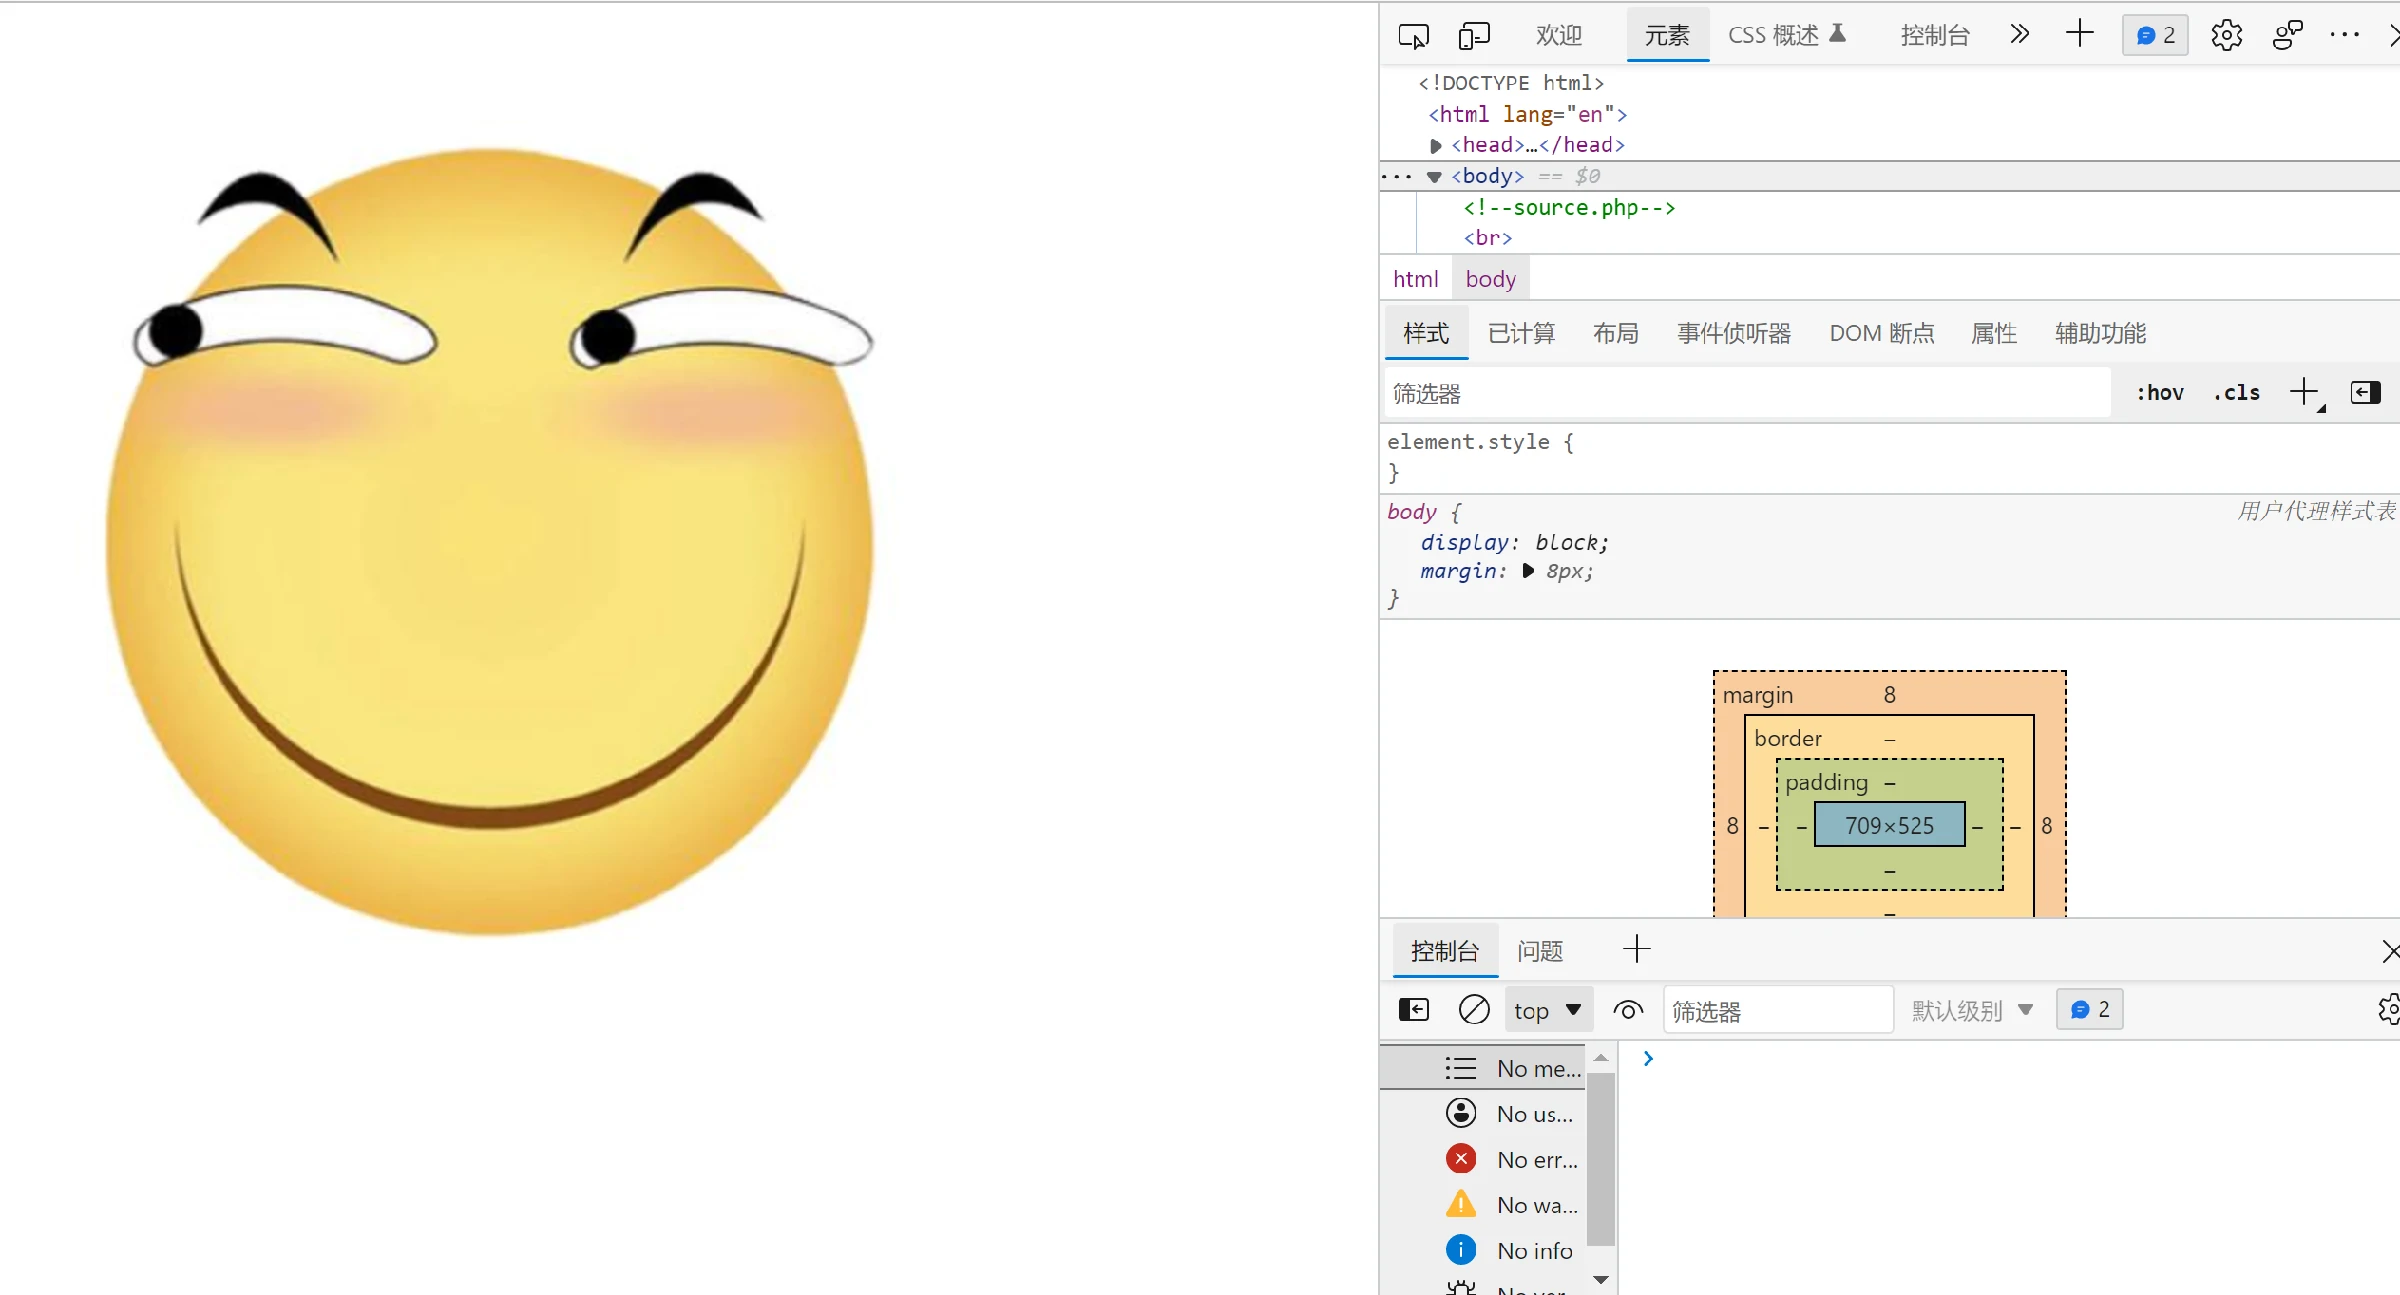 欢迎 元素 CSS 概述 控制台 2
<!DOCTYPE html>
<html lang="en">
<head>…</head>
<body> == $0
<!--source.php-->
<br>
html body
样式 已计算 布局 事件侦听器 DOM 断点 属性 辅助功能
筛选器 :hov .cls
element.style {
}
body { 用户代理样式表
display: block;
margin: 8px;
}
margin 8
border –
padding –
8 – – 709×525 – – 8
–
–
控制台 问题
top 筛选器 默认级别 2
No me...
No us...
No err...
No wa...
No info